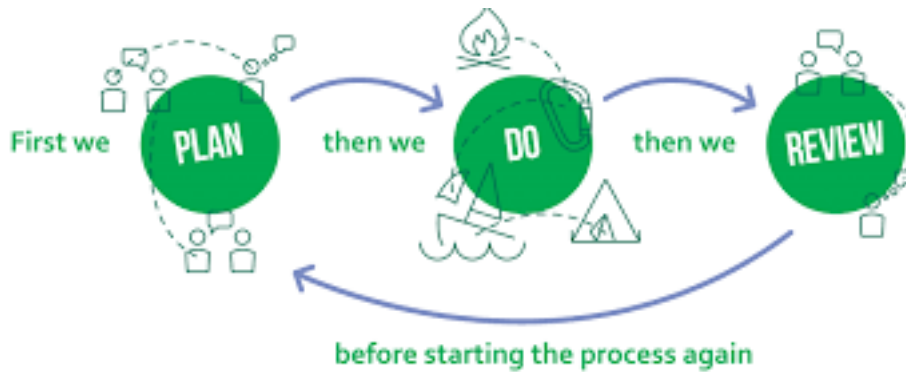 First we
PLAN
then we
DO
then we
REVIEW
before starting the process again